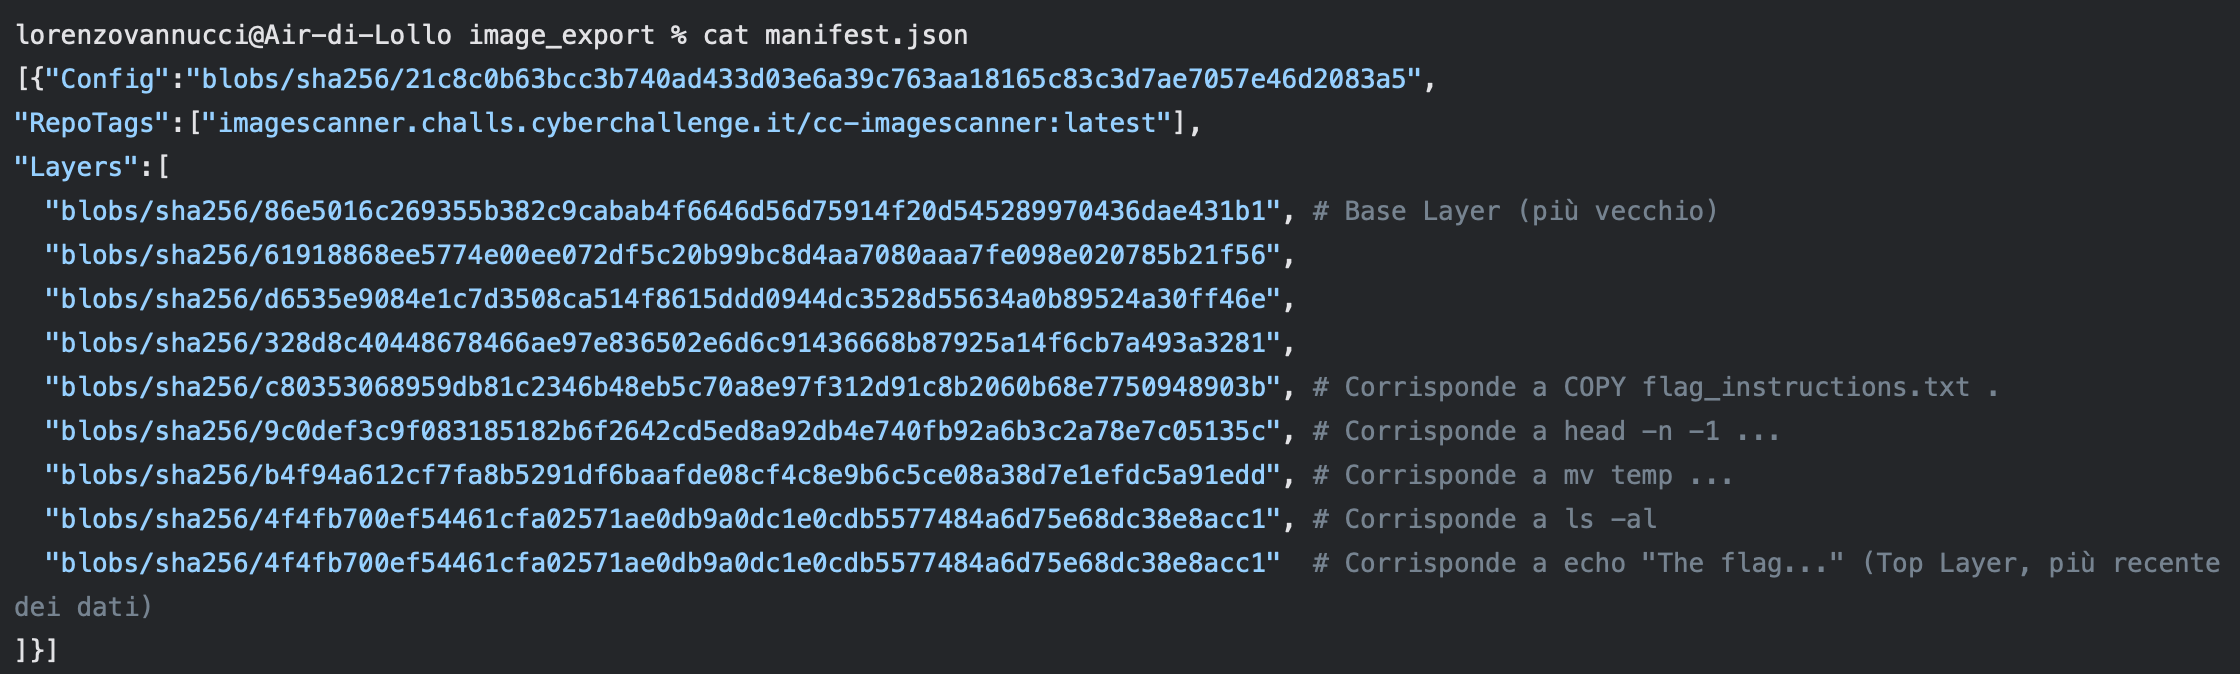 lorenzovannucci@Air-di-Lollo image_export % cat manifest.json
[{"Config":"blobs/sha256/21c8c0b63bcc3b740ad433d03e6a39c763aa18165c83c3d7ae7057e46d2083a5",
"RepoTags":["imagescanner.challs.cyberchallenge.it/cc-imagescanner:latest"],
"Layers":[
  "blobs/sha256/86e5016c269355b382c9cabab4f6646d56d75914f20d545289970436dae431b1", # Base Layer (più vecchio)
  "blobs/sha256/61918868ee5774e00ee072df5c20b99bc8d4aa7080aaa7fe098e020785b21f56",
  "blobs/sha256/d6535e9084e1c7d3508ca514f8615ddd0944dc3528d55634a0b89524a30ff46e",
  "blobs/sha256/328d8c40448678466ae97e836502e6d6c91436668b87925a14f6cb7a493a3281",
  "blobs/sha256/c80353068959db81c2346b48eb5c70a8e97f312d91c8b2060b68e7750948903b", # Corrisponde a COPY flag_instructions.txt .
  "blobs/sha256/9c0def3c9f083185182b6f2642cd5ed8a92db4e740fb92a6b3c2a78e7c05135c", # Corrisponde a head -n -1 ...
  "blobs/sha256/b4f94a612cf7fa8b5291df6baafde08cf4c8e9b6c5ce08a38d7e1efdc5a91edd", # Corrisponde a mv temp ...
  "blobs/sha256/4f4fb700ef54461cfa02571ae0db9a0dc1e0cdb5577484a6d75e68dc38e8acc1", # Corrisponde a ls -al
  "blobs/sha256/4f4fb700ef54461cfa02571ae0db9a0dc1e0cdb5577484a6d75e68dc38e8acc1"  # Corrisponde a echo "The flag..." (Top Layer, più recente
dei dati)
]}]